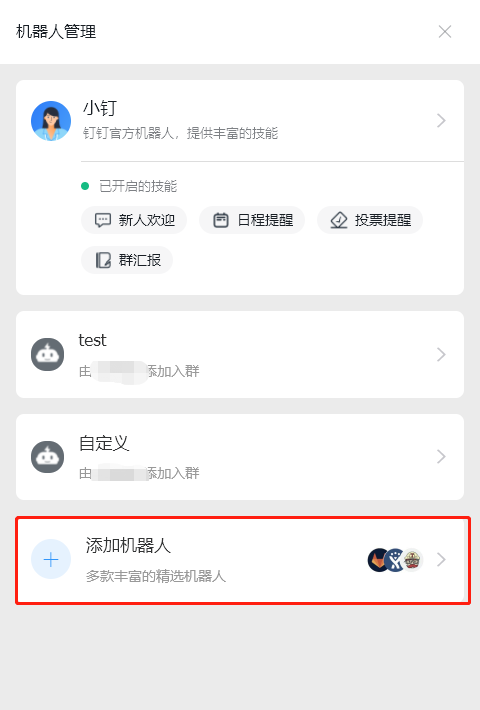 机器人管理
小钉
钉钉官方机器人，提供丰富的技能
已开启的技能
新人欢迎 日程提醒 投票提醒
群汇报
test
由 添加入群
自定义
由 添加入群
添加机器人
多款丰富的精选机器人